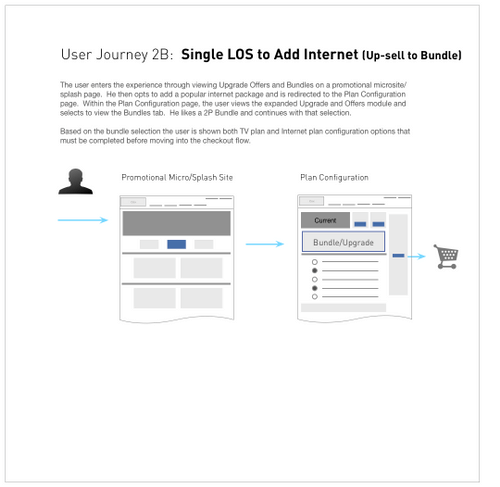 User Journey 2B: Single LOS to Add Internet (Up-sell to Bundle)
The user enters the experience through viewing Upgrade Offers and Bundles on a promotional microsite/
splash page. He then opts to add a popular internet package and is redirected to the Plan Configuration
page. Within the Plan Configuration page, the user views the expanded Upgrade and Offers module and
selects to view the Bundles tab. He likes a 2P Bundle and continues with that selection.
Based on the bundle selection the user is shown both TV plan and Internet plan configuration options that
must be completed before moving into the checkout flow.
Promotional Micro/Splash Site
Plan Configuration
Current
Bundle/Upgrade